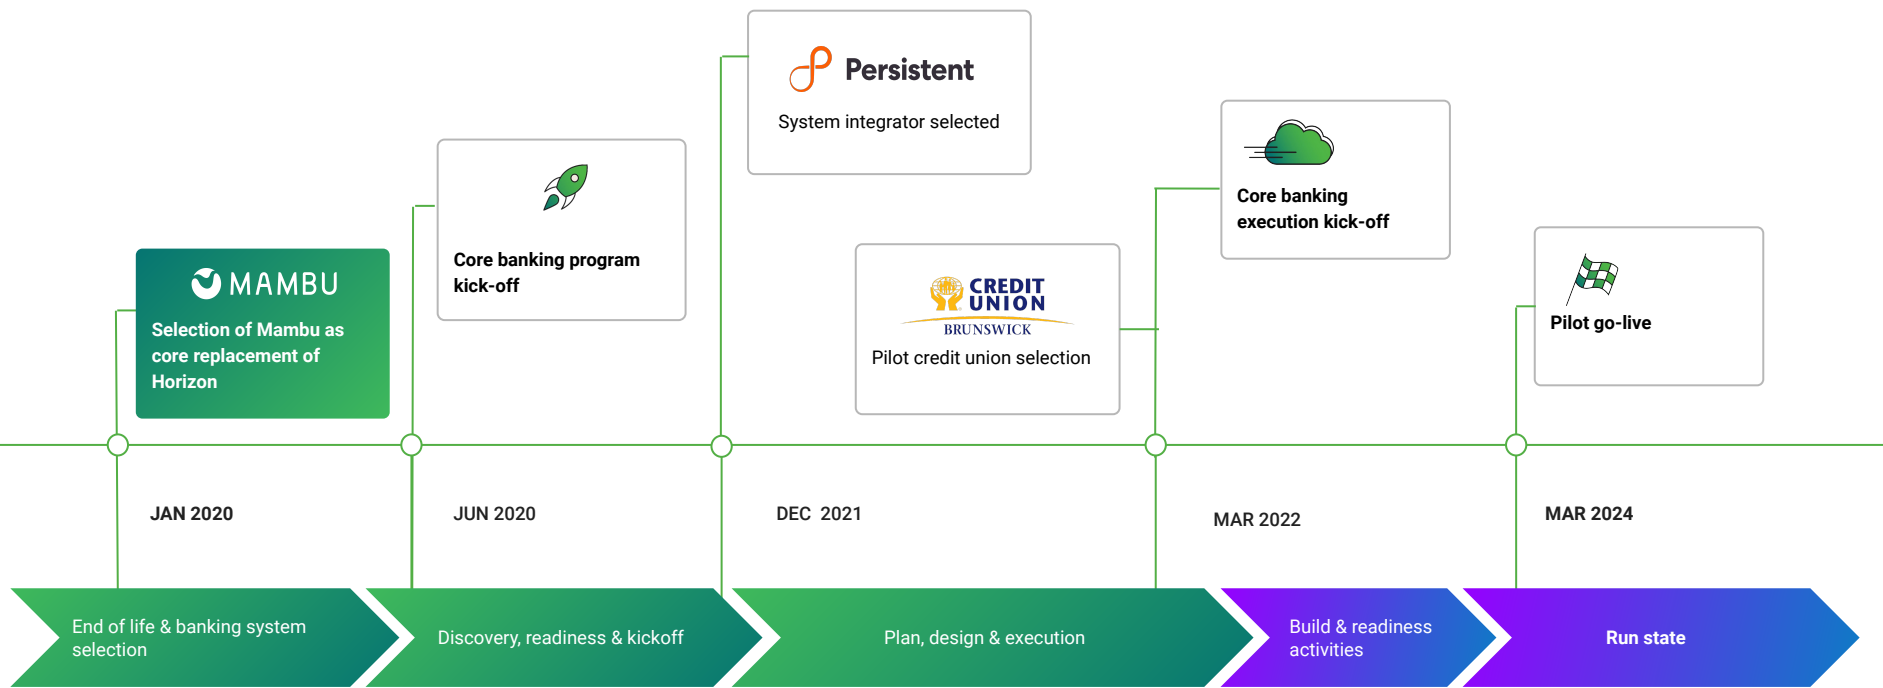 Persistent
System integrator selected
Core banking
execution kick-off
Core banking program
kick-off
MAMBU
Selection of Mambu as
core replacement of
Horizon
CREDIT
UNION
BRUNSWICK
Pilot credit union selection
Pilot go-live
JAN 2020
JUN 2020
DEC 2021
MAR 2022
MAR 2024
End of life & banking system
selection
Discovery, readiness & kickoff
Plan, design & execution
Build & readiness
activities
Run state